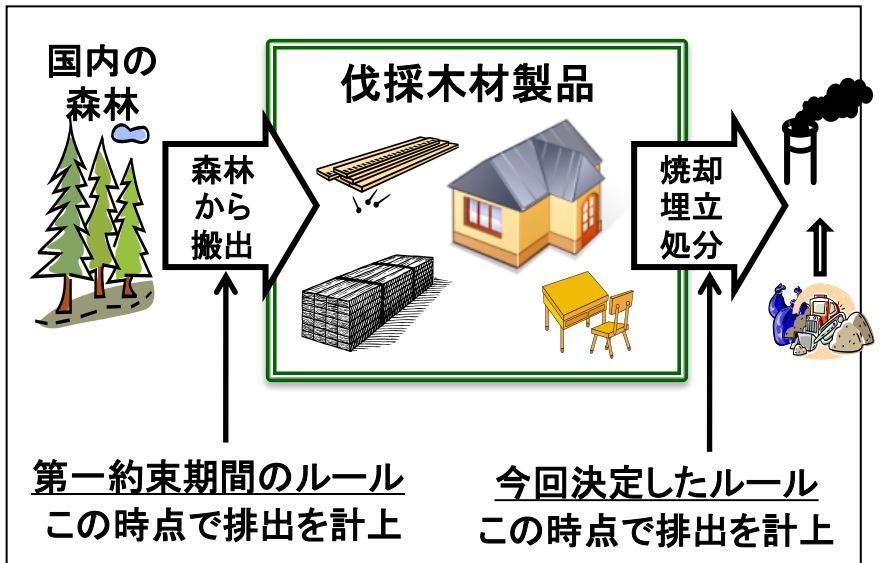 国内の
森林
伐採木材製品
森林
から
搬出
焼却
埋立
処分
第一約束期間のルール
この時点で排出を計上
今回決定したルール
この時点で排出を計上